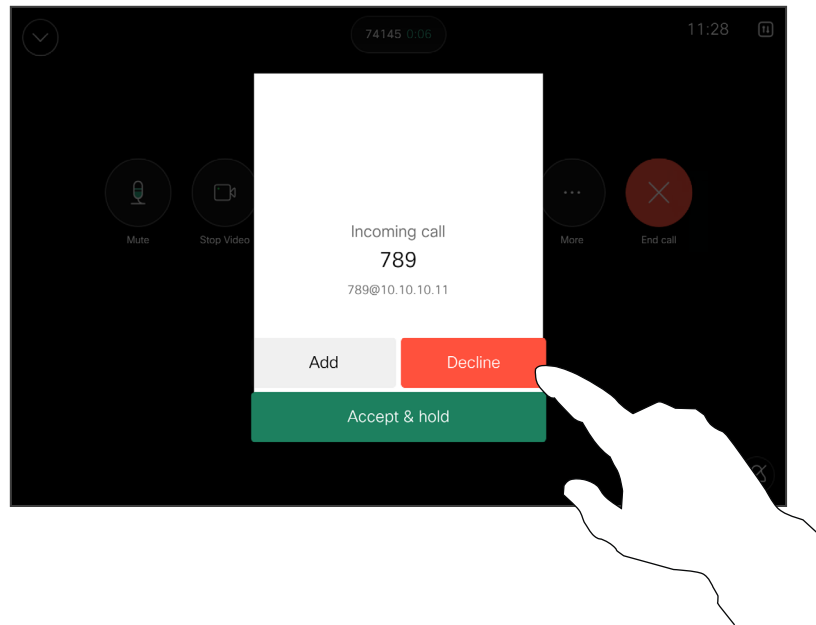 74145 0:06
11:28
Mute
Stop Video
More
End call
Incoming call
789
789@10.10.10.11
Add
Decline
Accept & hold